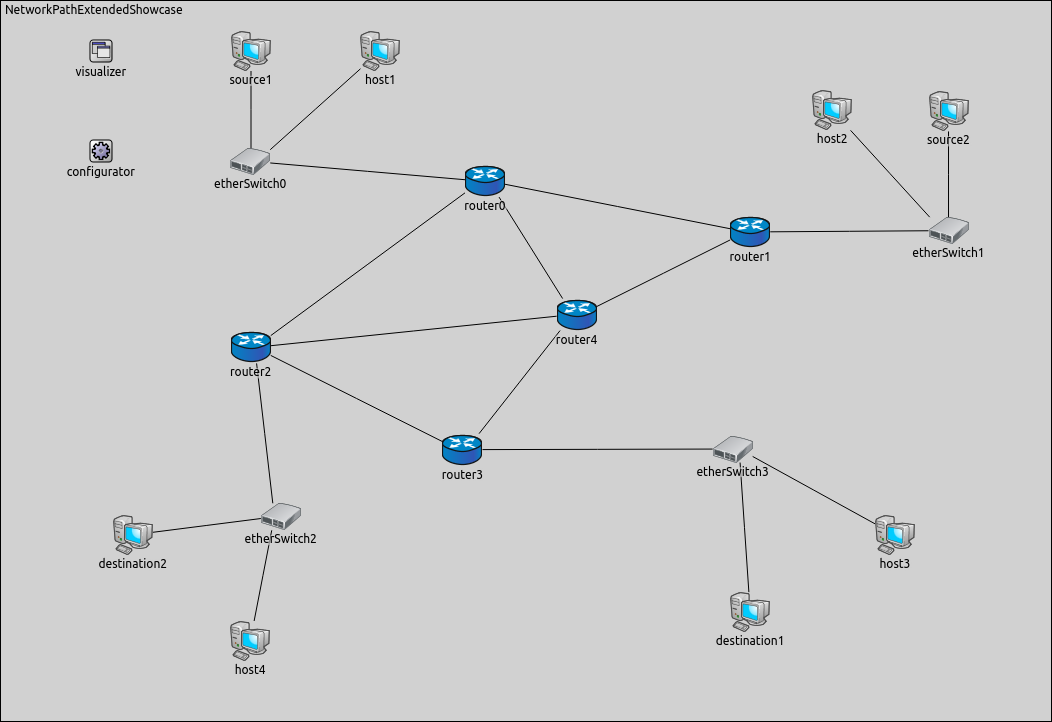 NetworkPathExtendedShowcase
visualizer
source1
host1
host2
source2
configurator
etherSwitch0
router0
router1
etherSwitch1
router4
router2
router3
etherSwitch3
etherSwitch2
destination2
host3
destination1
host4